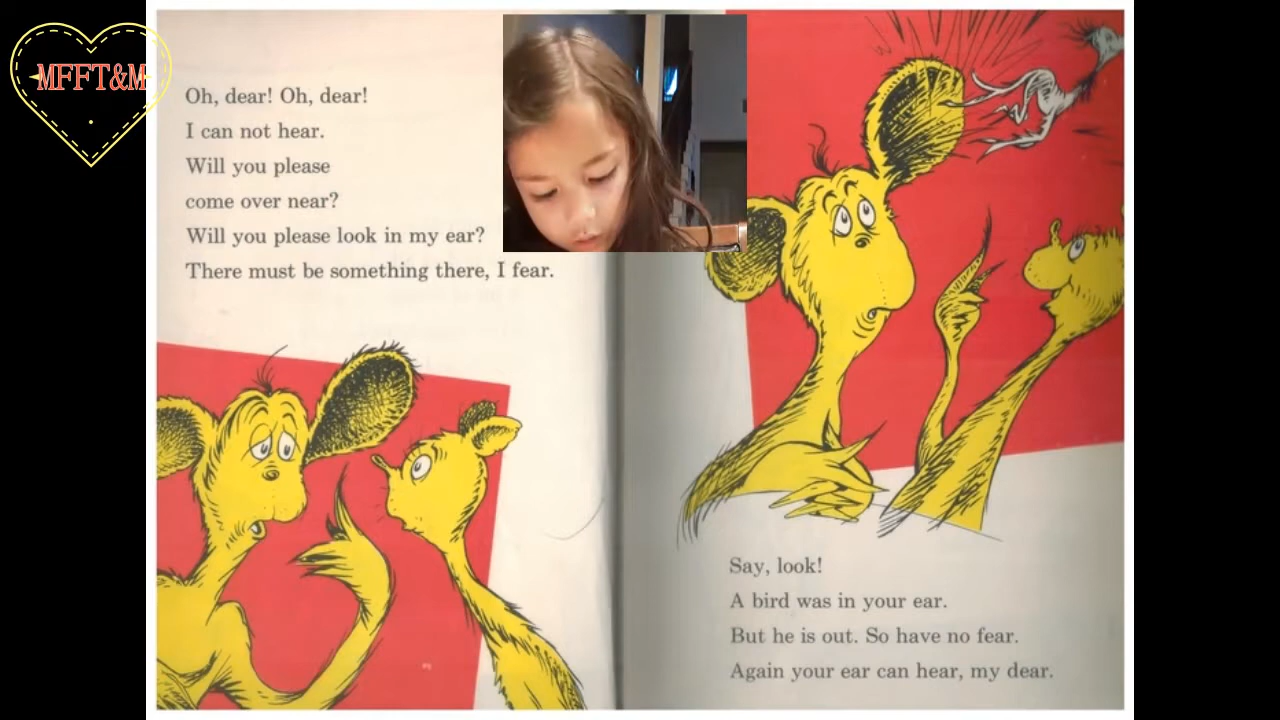 MFFT&M
Oh, dear! Oh, dear!
I can not hear.
Will you please
come over near?
Will you please look in my ear?
There must be something there, I fear.
Say, look!
A bird was in your ear.
But he is out. So have no fear.
Again your ear can hear, my dear.